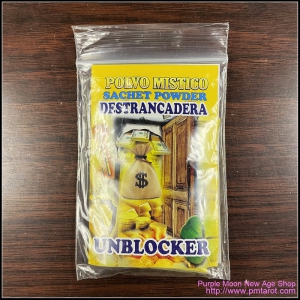 POLVO MISTICO
SACHET POWDER
DESTRANCADERA
$
UNBLOCKER
Purple Moon New Age Shop
http://www.pmtarot.com